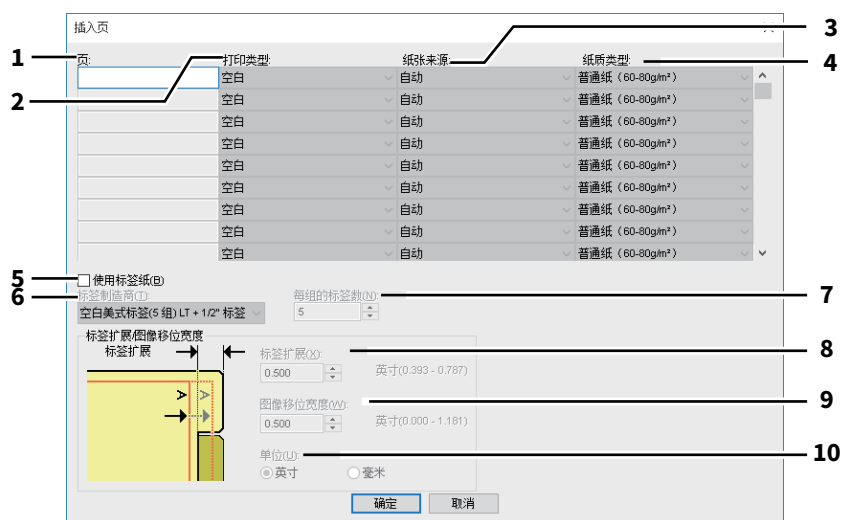 插入页
1 页: 打印类型: 纸张来源: 3 纸质类型: 4
2 空白 自动 普通纸（60-80g/m²）
空白 自动 普通纸（60-80g/m²）
空白 自动 普通纸（60-80g/m²）
空白 自动 普通纸（60-80g/m²）
空白 自动 普通纸（60-80g/m²）
空白 自动 普通纸（60-80g/m²）
空白 自动 普通纸（60-80g/m²）
空白 自动 普通纸（60-80g/m²）
空白 自动 普通纸（60-80g/m²）
5 使用标签纸(B)
6 标签制造商(T): 每组的标签数(N): 7
空白美式标签(5 组) LT + 1/2" 标签 5
标签扩展/图像移位宽度
标签扩展 标签扩展(X): 8
0.500 英寸(0.393 - 0.787)
A A
图像移位宽度(W): 9
0.500 英寸(0.000 - 1.181)
单位(U): 10
英寸 毫米
确定 取消